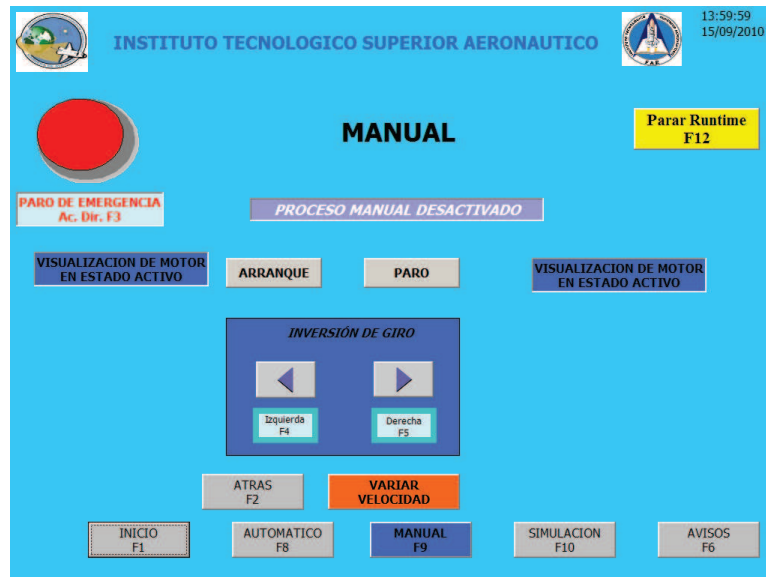 13:59:59
15/09/2010
INSTITUTO TECNOLOGICO SUPERIOR AERONAUTICO
MANUAL
Parar Runtime
F12
PARO DE EMERGENCIA
Ac. Dir. F3
PROCESO MANUAL DESACTIVADO
VISUALIZACION DE MOTOR
EN ESTADO ACTIVO
ARRANQUE
PARO
VISUALIZACION DE MOTOR
EN ESTADO ACTIVO
INVERSIÓN DE GIRO
Izquierda
F4
Derecha
F5
ATRAS
F2
VARIAR
VELOCIDAD
INICIO
F1
AUTOMATICO
F8
MANUAL
F9
SIMULACION
F10
AVISOS
F6